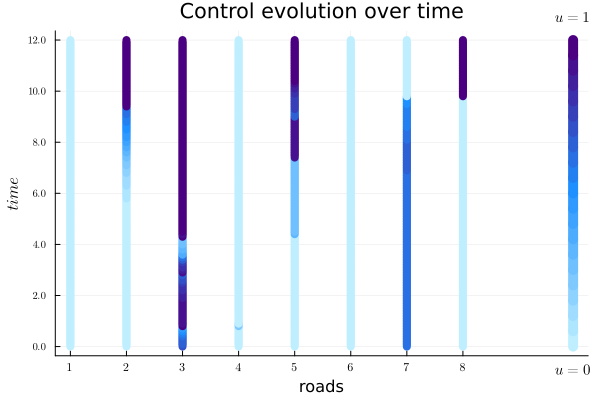 Control evolution over time
u = 1
12.0
10.0
8.0
6.0
4.0
2.0
0.0
time
1 2 3 4 5 6 7 8
u = 0
roads